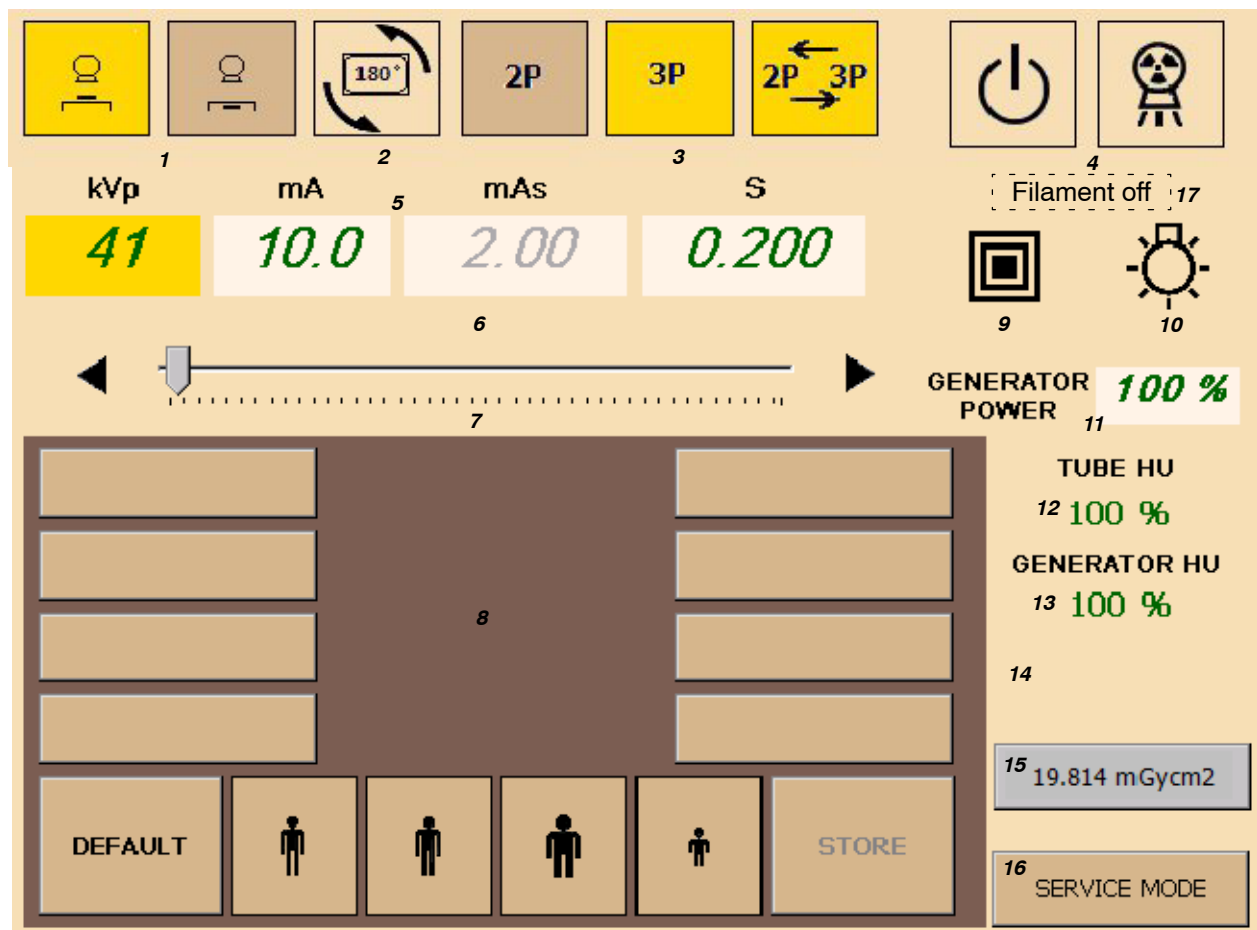 180°
2P
3P
2P 3P
1
2
3
4
kVp
mA
5
mAs
S
Filament off
17
41
10.0
2.00
0.200
6
9
10
7
GENERATOR
POWER
100 %
11
TUBE HU
12
100 %
GENERATOR HU
13
100 %
8
14
15
19.814 mGycm2
DEFAULT
STORE
16
SERVICE MODE